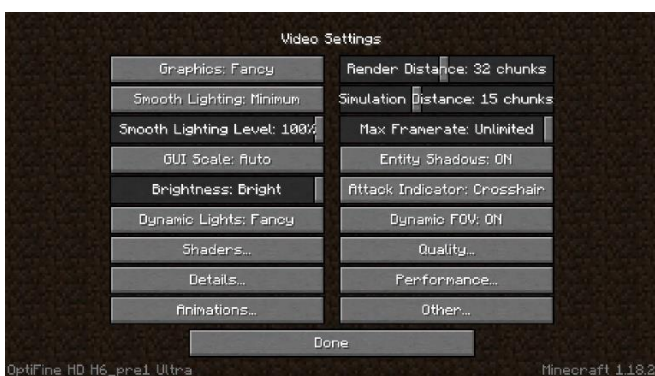 Video Settings
Graphics: Fancy
Render Distance: 32 chunks
Smooth Lighting: Minimum
Simulation Distance: 15 chunks
Smooth Lighting Level: 100%
Max Framerate: Unlimited
GUI Scale: Auto
Entity Shadows: ON
Brightness: Bright
Attack Indicator: Crosshair
Dynamic Lights: Fancy
Dynamic FOV: ON
Shaders...
Quality...
Details...
Performance...
Animations...
Other...
Done
OptiFine HD H6_pre1 Ultra
Minecraft 1.18.2